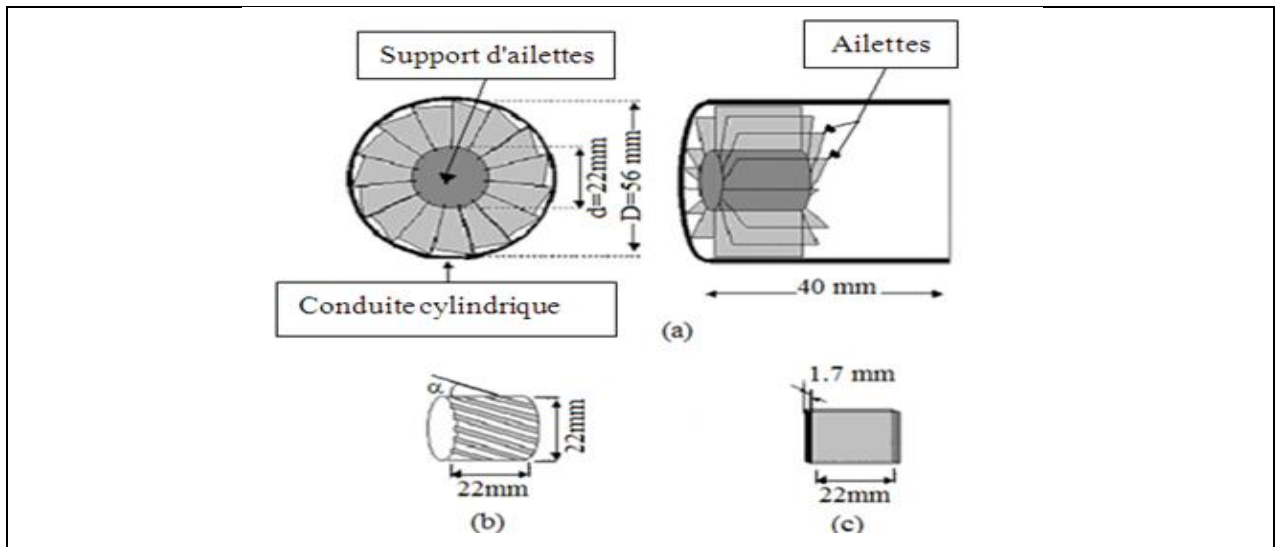 Support d'ailettes
Ailettes
d=22mm
D=56 mm
Conduite cylindrique
40 mm
(a)
α
22mm
22mm
(b)
1.7 mm
22mm
(c)